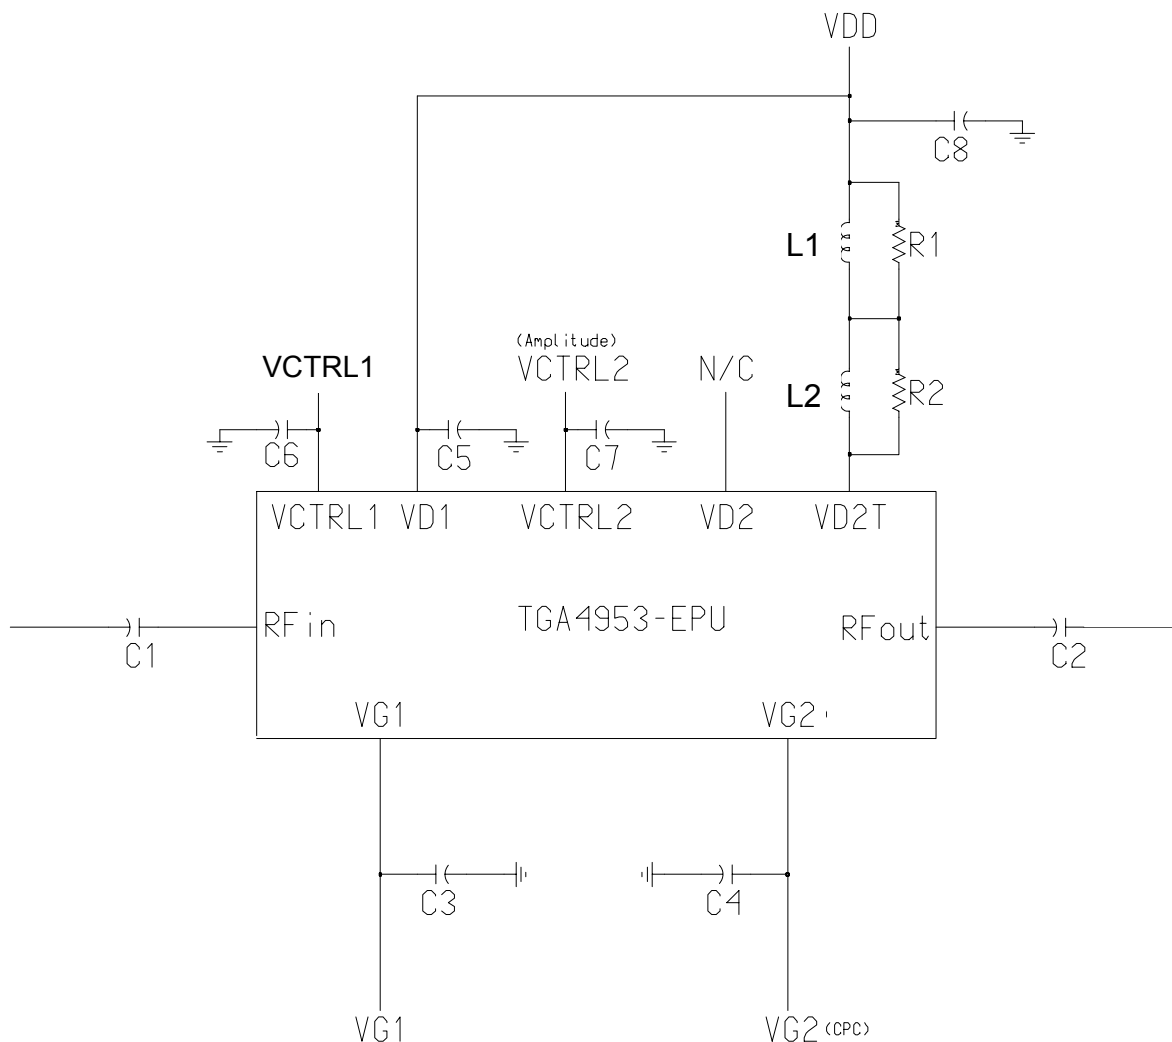 VDD
C8
L1
R1
(Amplitude)
VCTRL1
VCTRL2
N/C
L2
R2
C6
C5
C7
VCTRL1
VD1
VCTRL2
VD2
VD2T
TGA4953-EPU
RFin
RFout
C1
C2
VG1
VG2
C3
C4
VG1
VG2 (CPC)